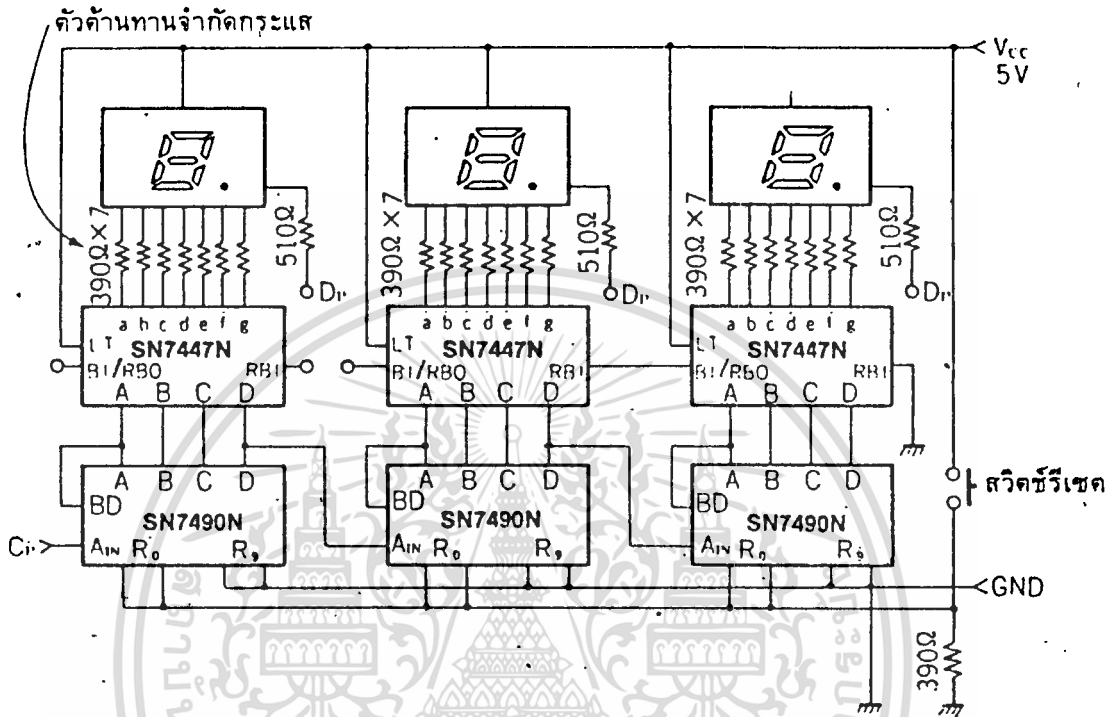 ตัวต้านทานจำกัดกระแส
Vcc
5V
390Ω×7
510Ω
390Ω×7
510Ω
390Ω×7
510Ω
DP
DP
DP
a b c d e f g
a b c d e f g
a b c d e f g
LT SN7447N
LT SN7447N
LT SN7447N
BI/RBO RBI
BI/RBO RBI
BI/RBO RBI
A B C D
A B C D
A B C D
A B C D
A B C D
A B C D
สวิตช์รีเซต
BD
BD
BD
SN7490N
SN7490N
SN7490N
CP
AIN R0 R9
AIN R0 R9
AIN R0 R9
GND
390Ω